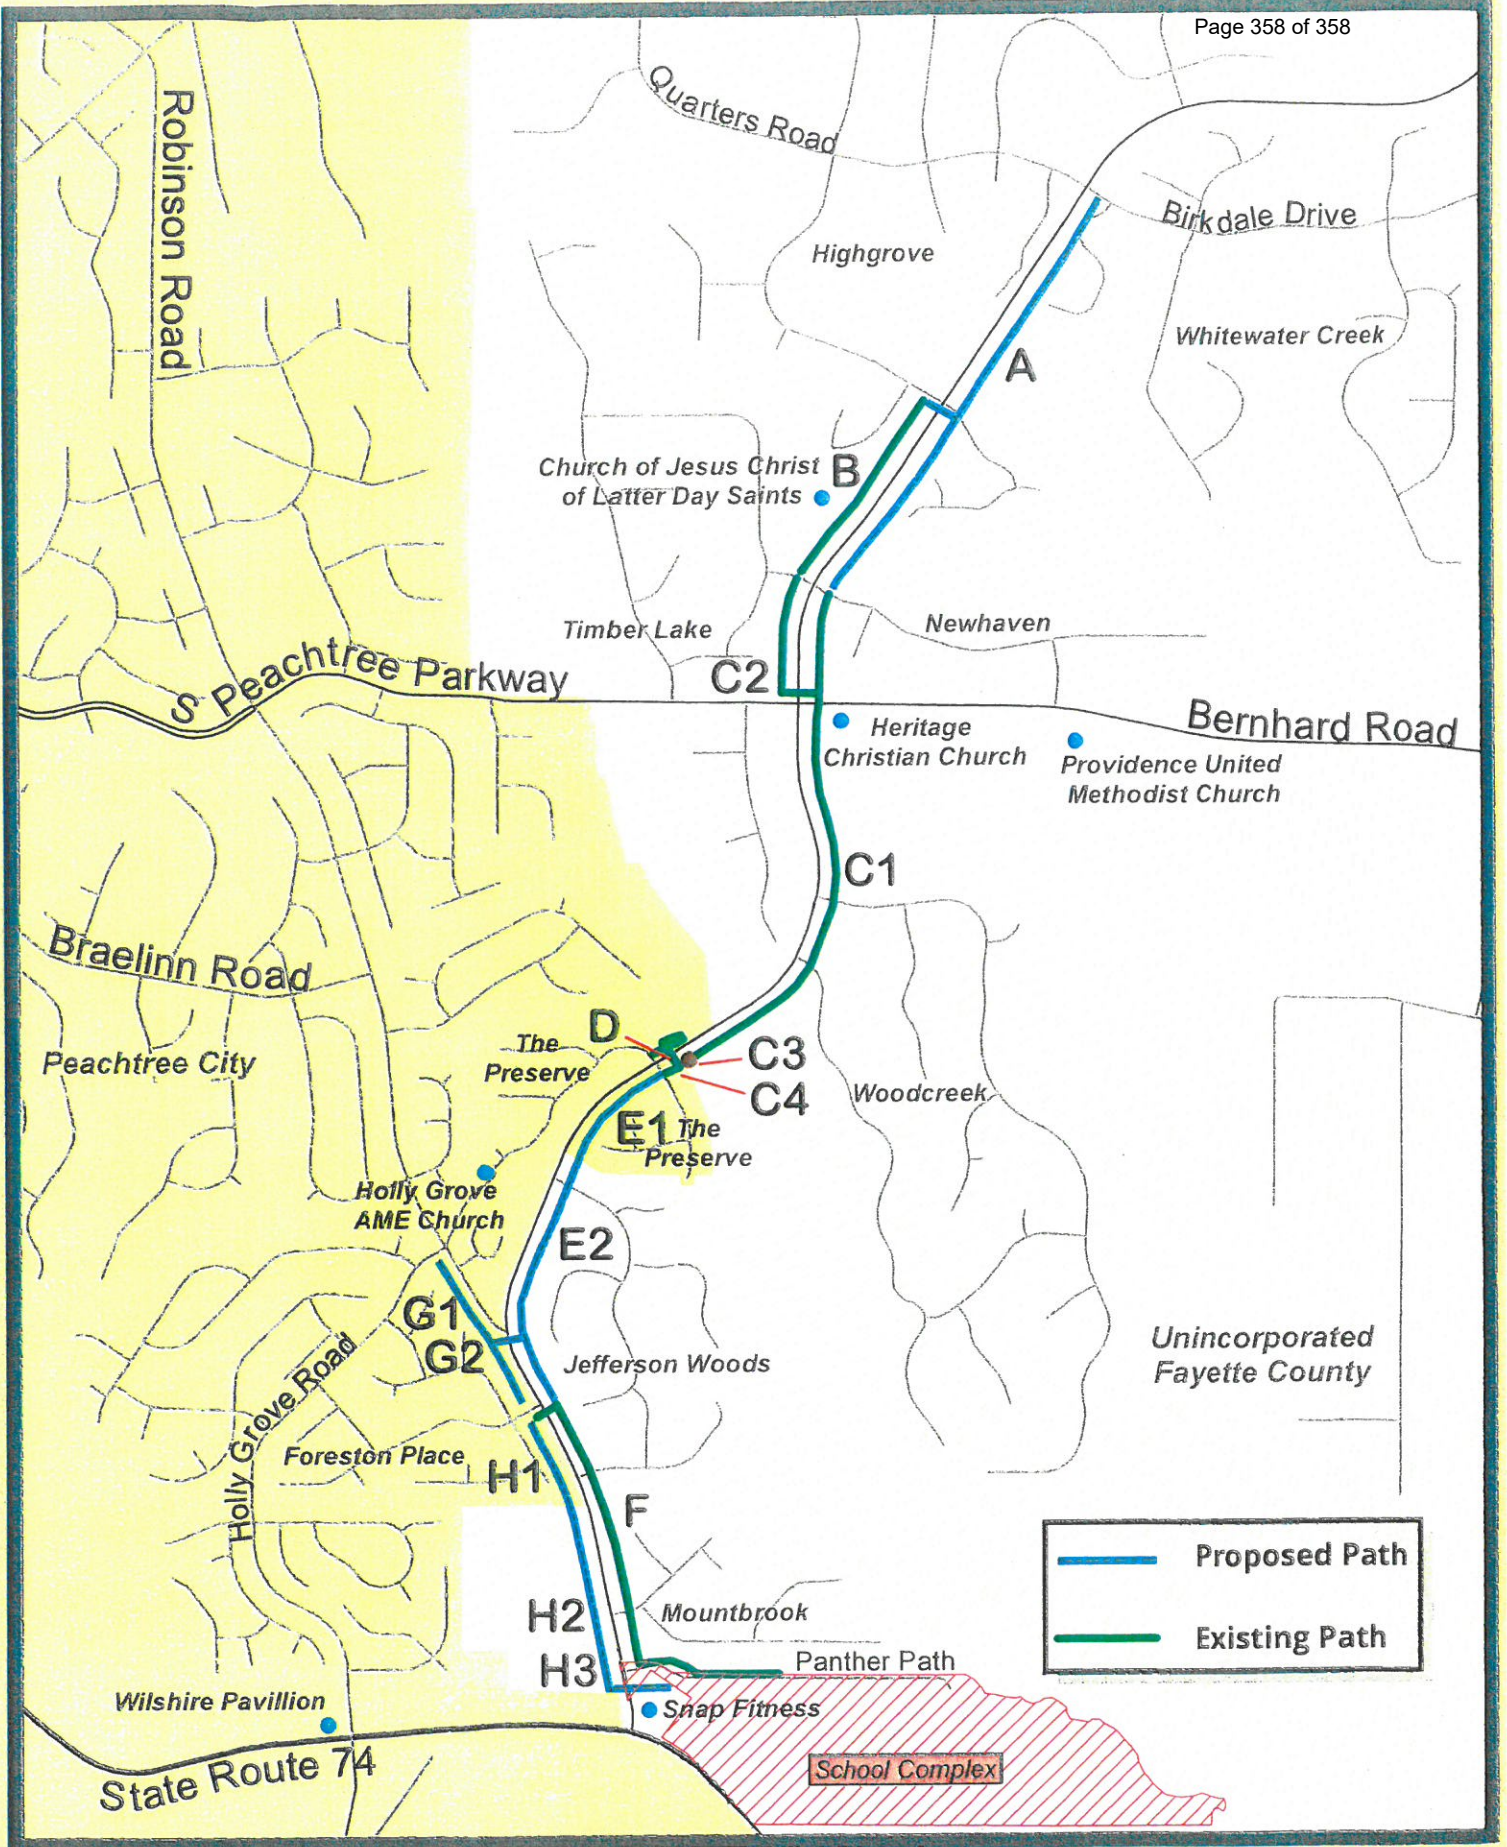 Page 358 of 358
Quarters Road
Robinson Road
Birkdale Drive
Highgrove
Whitewater Creek
A
Church of Jesus Christ
of Latter Day Saints
B
Timber Lake
Newhaven
S Peachtree Parkway
C2
Bernhard Road
Heritage
Christian Church
Providence United
Methodist Church
C1
Braelinn Road
D
The
Preserve
C3
C4
Peachtree City
Woodcreek
E1
The
Preserve
Holly Grove
AME Church
E2
G1
G2
Jefferson Woods
Unincorporated
Fayette County
Holly Grove Road
Foreston Place
H1
F
Proposed Path
Existing Path
H2
Mountbrook
H3
Panther Path
Wilshire Pavillion
Snap Fitness
State Route 74
School Complex